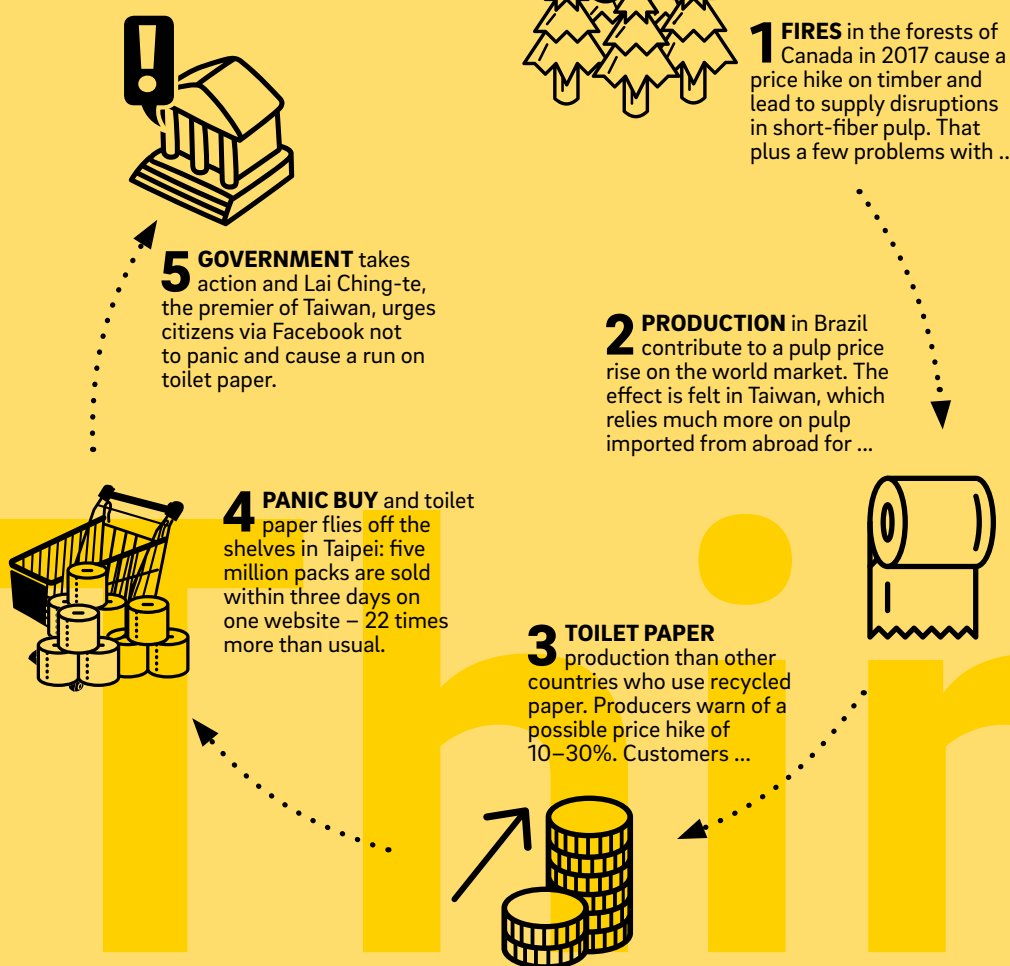 1 FIRES in the forests of
Canada in 2017 cause a
price hike on timber and
lead to supply disruptions
in short-fiber pulp. That
plus a few problems with ..
2 PRODUCTION in Brazil
contribute to a pulp price
rise on the world market. The
effect is felt in Taiwan, which
relies much more on pulp
imported from abroad for ...
3 TOILET PAPER
production than other
countries who use recycled
paper. Producers warn of a
possible price hike of
10–30%. Customers ...
4 PANIC BUY and toilet
paper flies off the
shelves in Taipei: five
million packs are sold
within three days on
one website – 22 times
more than usual.
5 GOVERNMENT takes
action and Lai Ching-te,
the premier of Taiwan, urges
citizens via Facebook not
to panic and cause a run on
toilet paper.